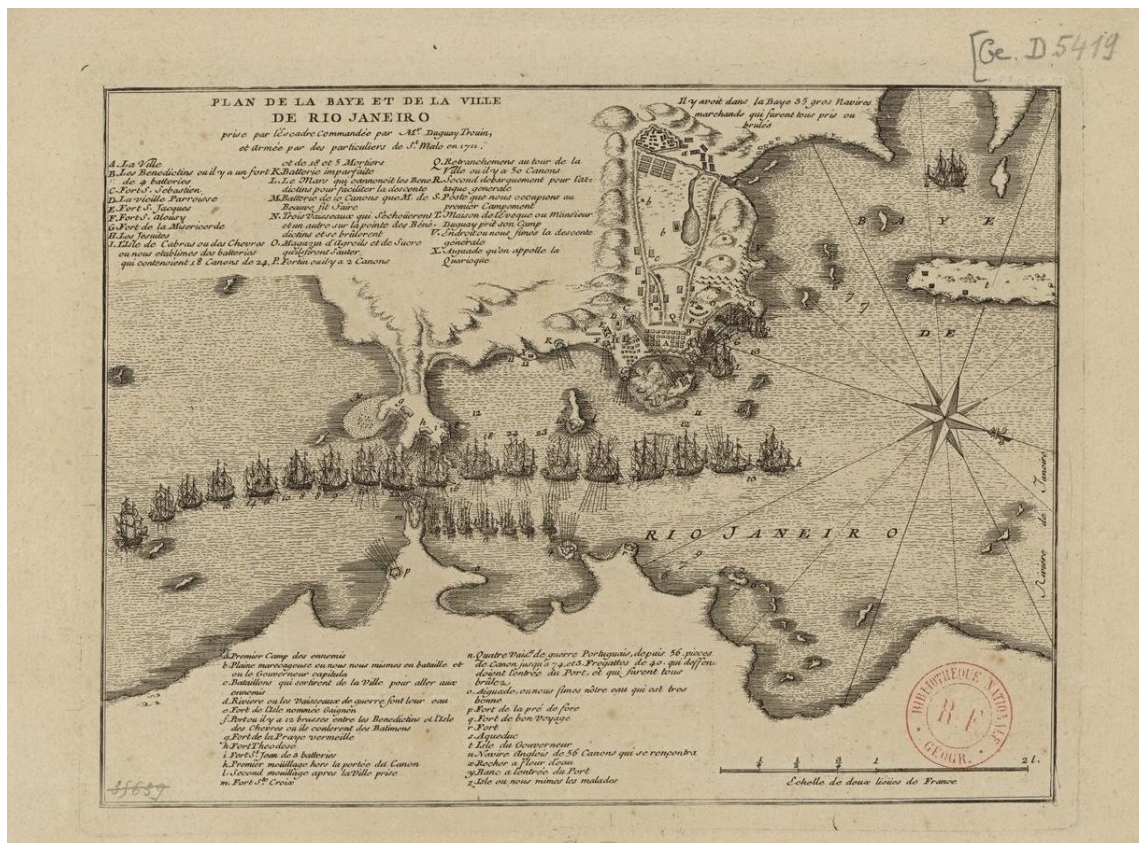 [Ge. D. 5419
PLAN DE LA BAYE ET DE LA VILLE
DE RIO JANEIRO
prise par l'Escadre Commandée par Mr. Duguay Trouin,
et Armée par des particuliers de St. Malo en 1711.
Il y avoit dans la Baye 35 gros Navires
marchands qui furent tous pris ou
brûlés
A. La Ville
B. Les Benedictins ou il y a un fort
de 4 batteries
C. Fort S. Sebastien
D. La vieille Parroisse
E. Fort S. Jacques
F. Fort S. Alouisy
G. Fort de la Misericorde
H. Les Jesuites
I. L'Isle de Cabras ou des Chevres
ou nous etablimes des batteries
qui contenoient 18 Canons de 24,
et de 18 et 5 Mortiers
K. Batterie imparfaite
L. Le Mars qui cannonoit les Bene
dictins pour faciliter la descente
M. Batterie de 10 Canons que M. de
Beauve fit faire
N. Trois Vaisseaux qui s'échoüerent
et un autre sur la pointe des Béné
dictins et se brûlerent
O. Magazin d'Agreils et de Sucre
qu'ils firent Sauter
P. Fortin ou il y a 2 Canons
Q. Retranchemens autour de la
Ville ou il y a 50 Canons
R. Second debarquement pour l'at-
taque generale
S. Poste que nous occupions au
premier Campement
T. Maison de l'evêque ou Monsieur
Duguay prit son Camp
V. Endroit ou nous fimes la descente
génerale
X. Aiguade qu'on appelle la
Quarioque
BAYE
DE
RIO JANEIRO
Riviere de Janeiro
a. Premier Camp des ennemis
b. Plaine marecageuse ou nous nous mismes en bataille et
ou le Gouverneur capitula
c. Bataillons qui sortirent de la Ville pour aller aux
ennemis
d. Riviere ou les Vaisseaux de guerre font leur eau
e. Fort de l'Isle nommée Gaignon
f. Port ou il y a 12 brasses entre les Benedictins et l'Isle
des Chevres ou ils coulerent des Batimens
g. Fort de la Praye vermeille
h. Fort Theodose
i. Fort St. Jean de 3 batteries
k. Premier mouillage hors la portée du Canon
l. Second mouillage apres la Ville prise
m. Fort Ste. Croix
n. Quatre Vaiss. de guerre Portuguais, depuis 56. pieces
de Canon jusqu'a 74, et 3. Fregattes de 40. qui deffen
doient l'entrée du Port, et qui furent tous
brûlez
o. Aiguade, ou nous fimes nôtre eau qui est tres
bonne
p. Fort de la pré de fore
q. Fort de bon Voyage
r. Fort
s. Aqueduc
t. Isle du Gouverneur
u. Navire Anglois de 56 Canons qui se rencontra
x. Rocher a fleur d'eau
y. Banc a l'entrée du Port
z. Isle ou nous mimes les malades
1 2 l.
Echelle de deux lieües de France
BIBLIOTHÈQUE NATIONALE
R.F
GÉOGR.